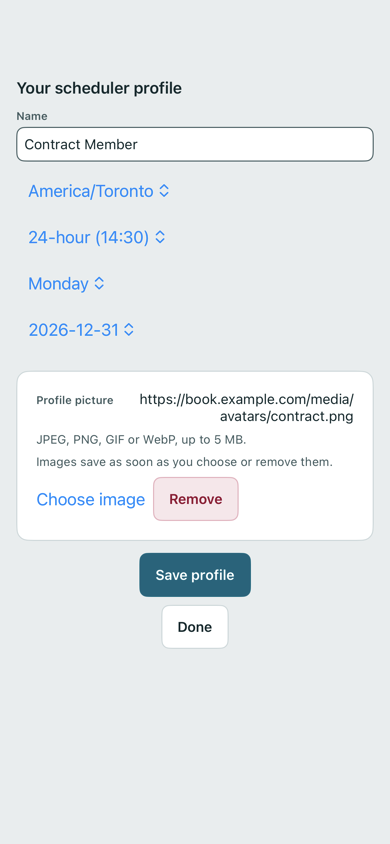 Your scheduler profile
Name
Contract Member
America/Toronto
24-hour (14:30)
Monday
2026-12-31
Profile picture
https://book.example.com/media/
avatars/contract.png
JPEG, PNG, GIF or WebP, up to 5 MB.
Images save as soon as you choose or remove them.
Choose image
Remove
Save profile
Done